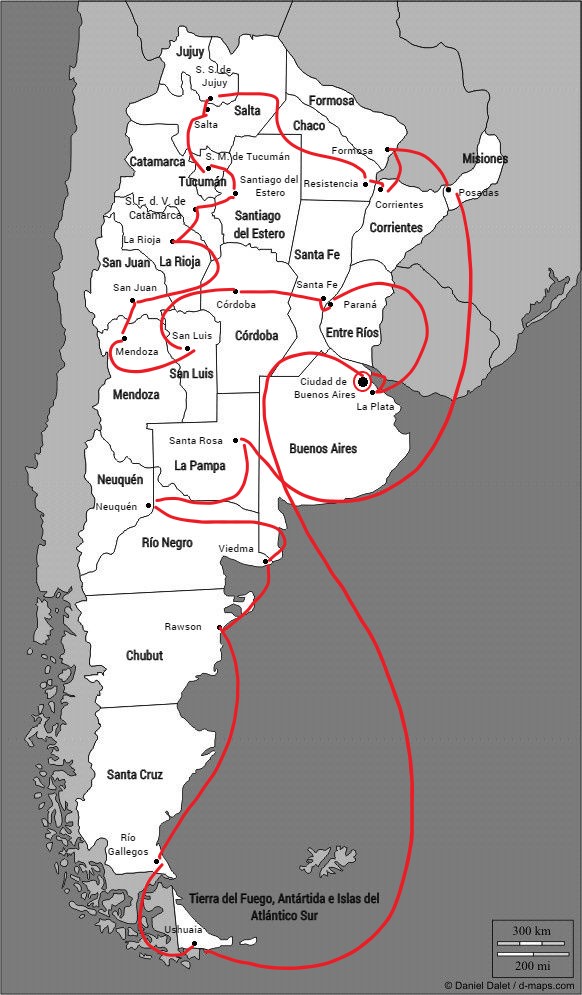 Jujuy
S. S. de
Jujuy
Salta
Salta
Formosa
Chaco
Formosa
Misiones
Catamarca
S. M. de Tucumán
Tucumán
Santiago del
Estero
Resistencia
Posadas
Corrientes
S. F. d. V. de
Catamarca
Santiago
del Estero
Corrientes
La Rioja
La Rioja
Santa Fe
San Juan
San Juan
Santa Fe
Córdoba
Paraná
San Luis
Córdoba
Entre Ríos
Mendoza
San Luis
Ciudad de
Buenos Aires
Mendoza
La Plata
Santa Rosa
Buenos Aires
La Pampa
Neuquén
Neuquén
Río Negro
Viedma
Rawson
Chubut
Santa Cruz
Río
Gallegos
Tierra del Fuego, Antártida e Islas del
Atlántico Sur
Ushuaia
300 km
200 mi
© Daniel Dalet / d-maps.com